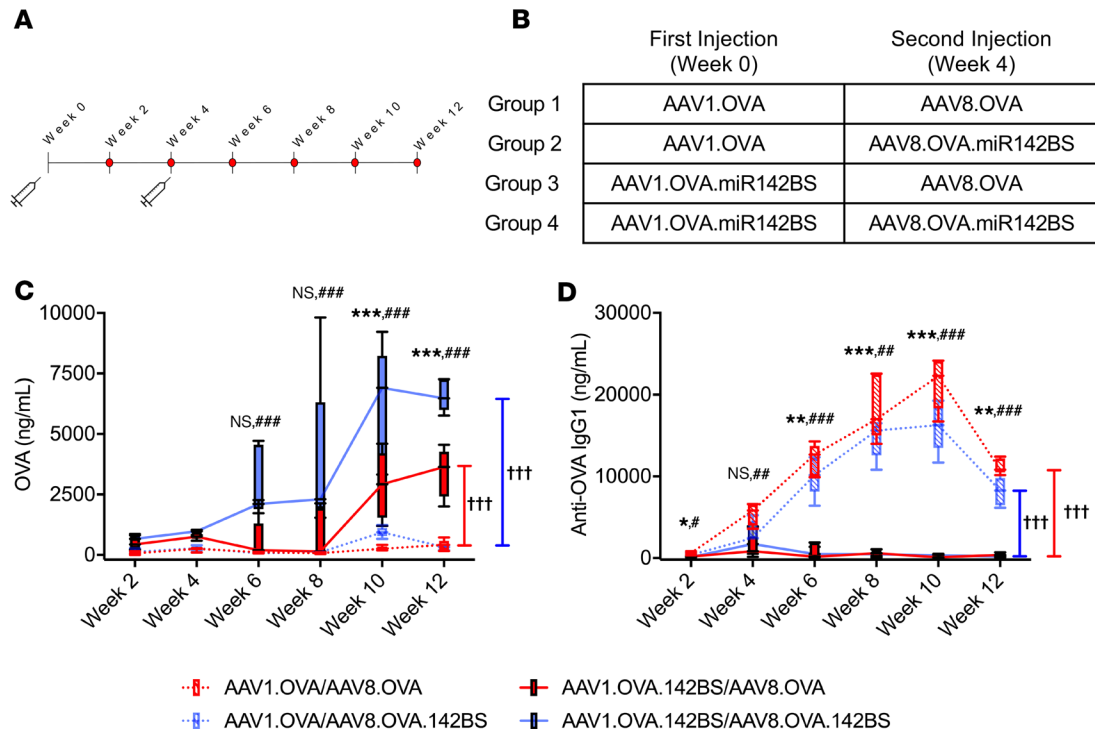 A
Week 0
Week 2
Week 4
Week 6
Week 8
Week 10
Week 12
B
First Injection (Week 0)
Second Injection (Week 4)
Group 1 AAV1.OVA AAV8.OVA
Group 2 AAV1.OVA AAV8.OVA.miR142BS
Group 3 AAV1.OVA.miR142BS AAV8.OVA
Group 4 AAV1.OVA.miR142BS AAV8.OVA.miR142BS
C
OVA (ng/mL)
10000
7500
5000
2500
0
NS,###
NS,###
***,###
***,###
†††
†††
Week 2
Week 4
Week 6
Week 8
Week 10
Week 12
D
Anti-OVA IgG1 (ng/mL)
30000
20000
10000
0
*,#
NS,##
**,###
***,##
***,###
**,###
†††
†††
Week 2
Week 4
Week 6
Week 8
Week 10
Week 12
AAV1.OVA/AAV8.OVA
AAV1.OVA.142BS/AAV8.OVA
AAV1.OVA/AAV8.OVA.142BS
AAV1.OVA.142BS/AAV8.OVA.142BS